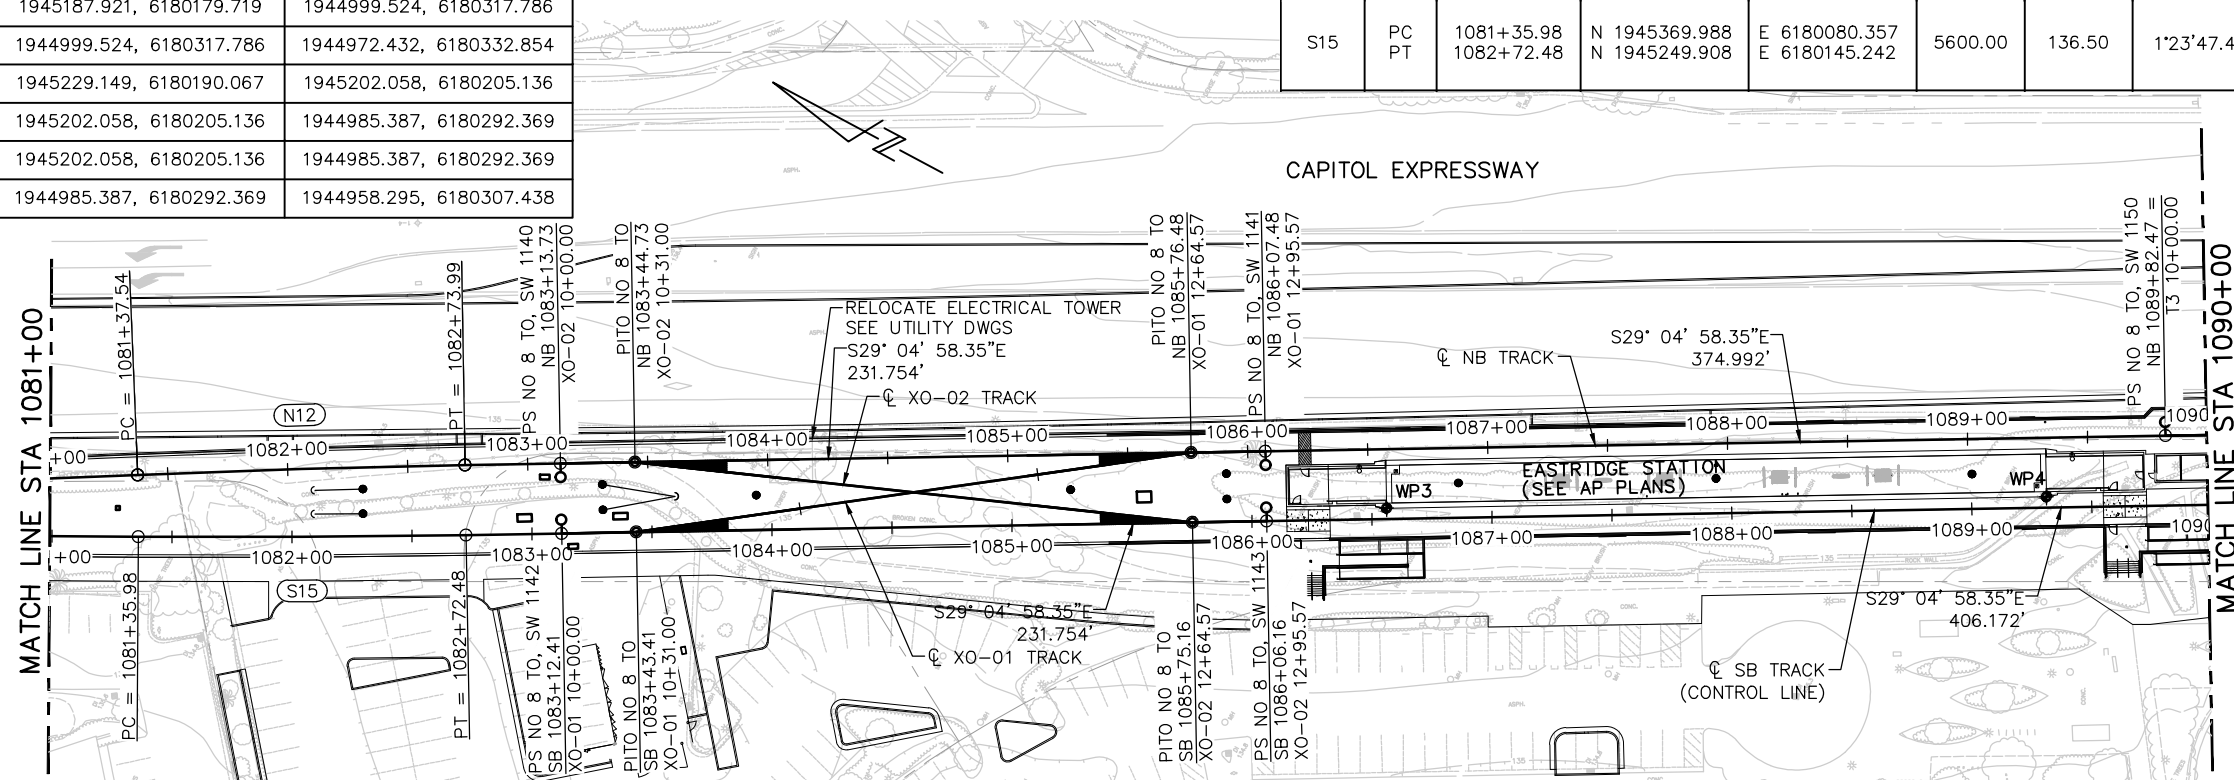 1945187.921, 6180179.719 1944999.524, 6180317.786
1944999.524, 6180317.786 1944972.432, 6180332.854
1945229.149, 6180190.067 1945202.058, 6180205.136
1945202.058, 6180205.136 1944985.387, 6180292.369
1945202.058, 6180205.136 1944985.387, 6180292.369
1944985.387, 6180292.369 1944958.295, 6180307.438
S15 PC 1081+35.98 N 1945369.988 E 6180080.357 5600.00 136.50 1°23'47.4
PT 1082+72.48 N 1945249.908 E 6180145.242
CAPITOL EXPRESSWAY
MATCH LINE STA 1081+00
PC = 1081+37.54
PT = 1082+73.99
PS NO 8 TO, SW 1140
NB 1083+13.73
XO-02 10+00.00
PITO NO 8 TO
NB 1083+44.73
XO-02 10+31.00
RELOCATE ELECTRICAL TOWER
SEE UTILITY DWGS
S29° 04' 58.35"E
231.754'
℄ XO-02 TRACK
PITO NO 8 TO
NB 1085+76.48
XO-01 12+64.57
PS NO 8 TO, SW 1141
NB 1086+07.48
XO-01 12+95.57
℄ NB TRACK
S29° 04' 58.35"E
374.992'
PS NO 8 TO, SW 1150
NB 1089+82.47 =
T3 10+00.00
MATCH LINE STA 1090+00
N12
+00 1082+00 1083+00 1084+00 1085+00 1086+00 1087+00 1088+00 1089+00 1090
EASTRIDGE STATION
(SEE AP PLANS)
WP3
WP4
+00 1082+00 1083+00 1084+00 1085+00 1086+00 1087+00 1088+00 1089+00 1090
S15
PC = 1081+35.98
PT = 1082+72.48
PS NO 8 TO, SW 1142
SB 1083+12.41
XO-01 10+00.00
PITO NO 8 TO
SB 1083+43.41
XO-01 10+31.00
S29° 04' 58.35"E
231.754'
℄ XO-01 TRACK
PITO NO 8 TO
SB 1085+75.16
XO-02 12+64.57
PS NO 8 TO, SW 1143
SB 1086+06.16
XO-02 12+95.57
S29° 04' 58.35"E
406.172'
℄ SB TRACK
(CONTROL LINE)